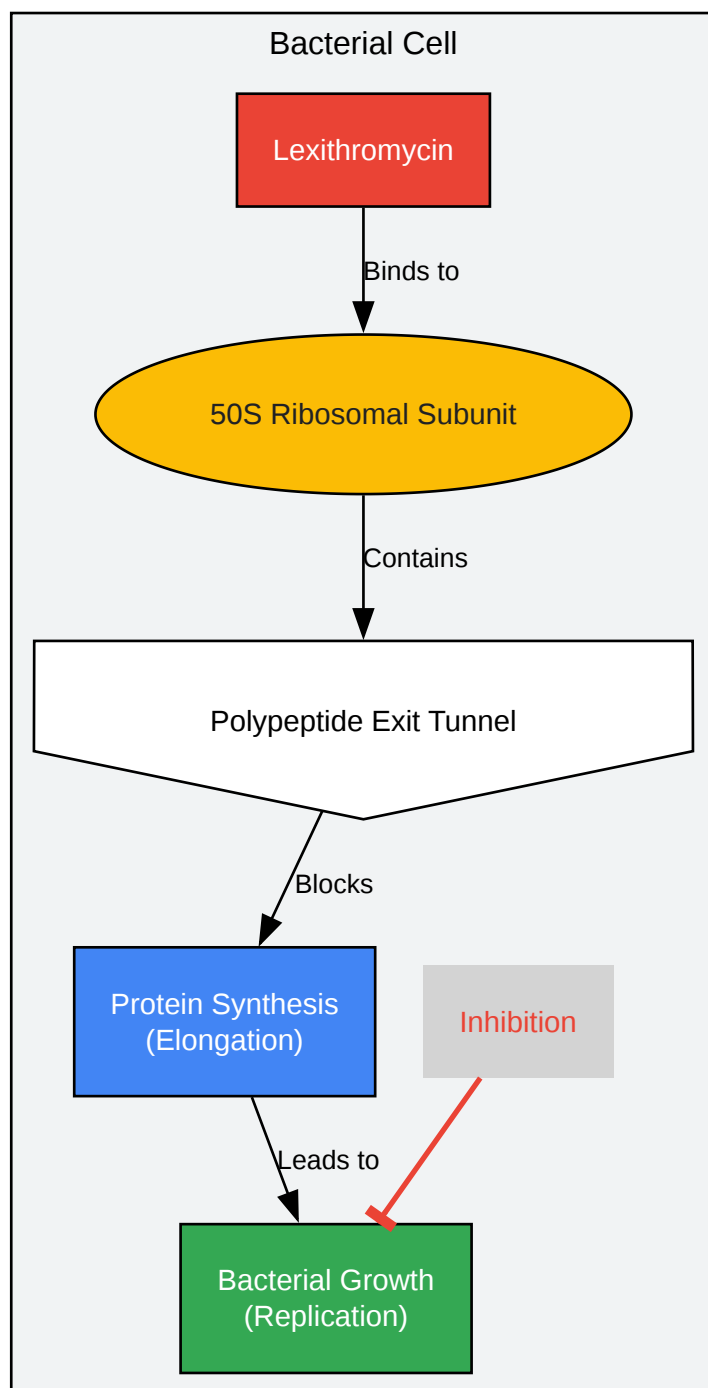 Bacterial Cell
Lexithromycin
Binds to
50S Ribosomal Subunit
Contains
Polypeptide Exit Tunnel
Blocks
Protein Synthesis
(Elongation)
Inhibition
Leads to
Bacterial Growth
(Replication)